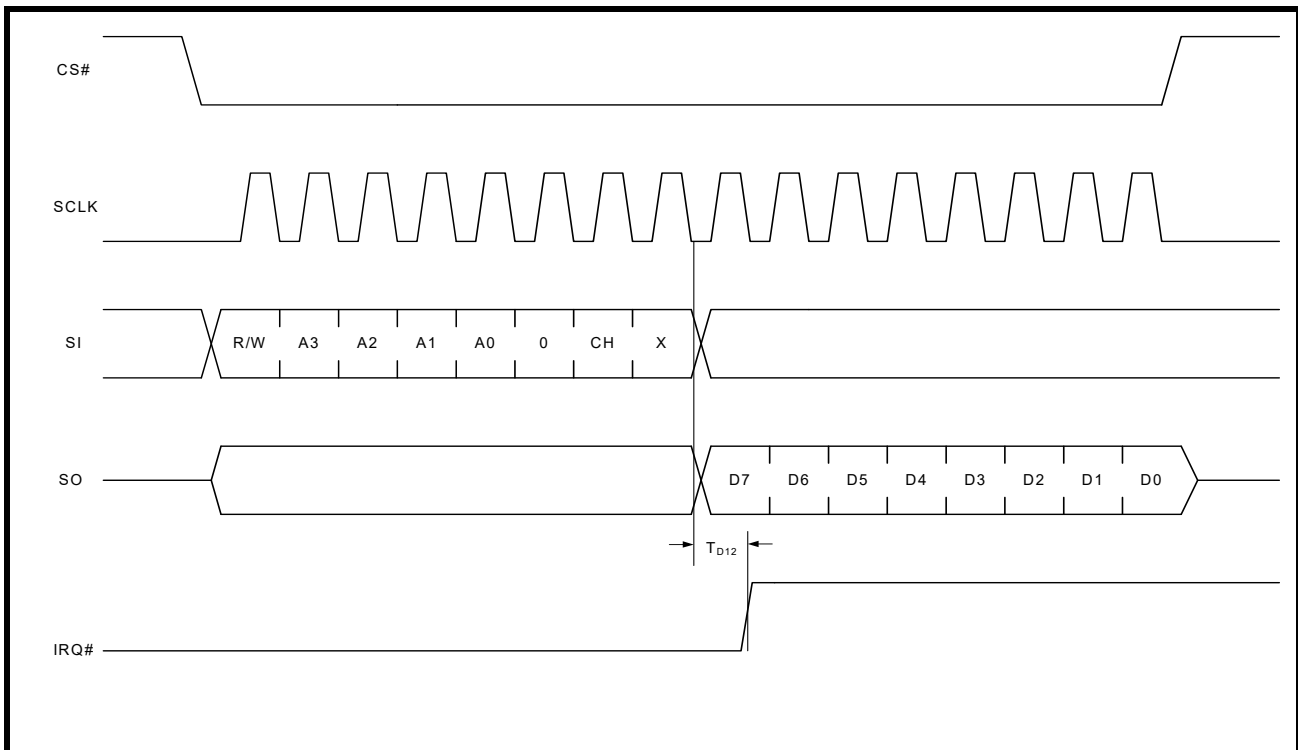 CS#
SCLK
SI R/W A3 A2 A1 A0 0 CH X
SO D7 D6 D5 D4 D3 D2 D1 D0
TD12
IRQ#